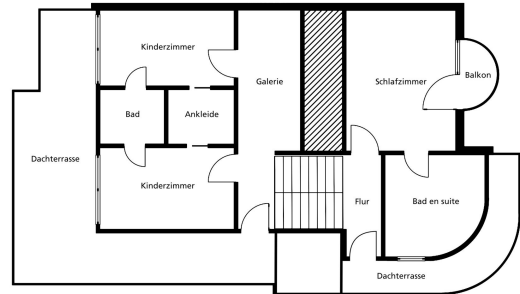 Kinderzimmer
Galerie
Schlafzimmer
Balkon
Bad
Ankleide
Dachterrasse
Kinderzimmer
Flur
Bad en suite
Dachterrasse